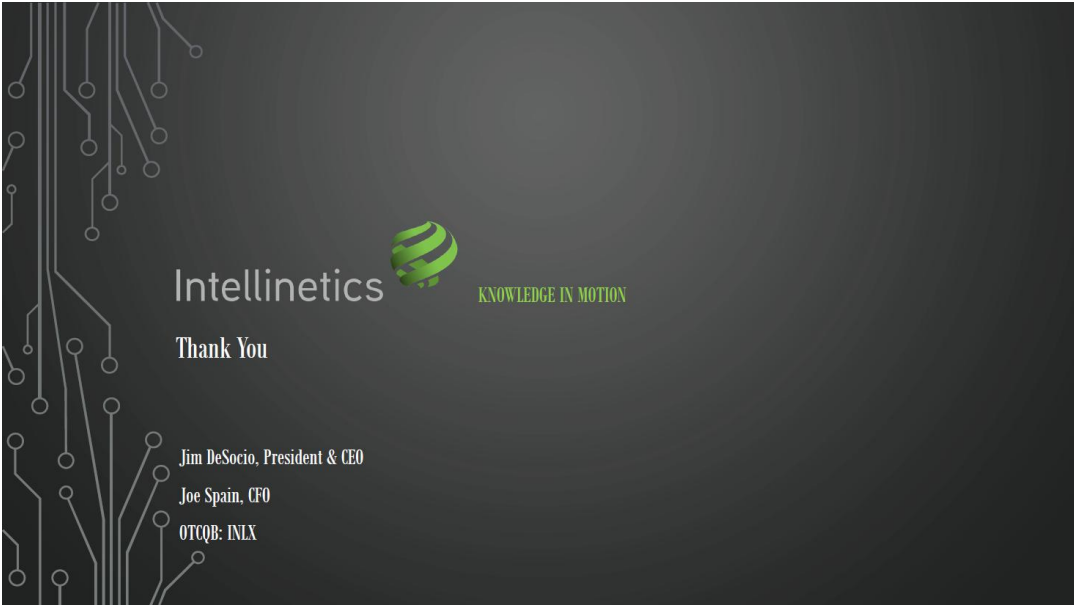 Intellinetics KNOWLEDGE IN MOTION
Thank You
Jim DeSocio, President & CEO
Joe Spain, CFO
OTCQB: INLX